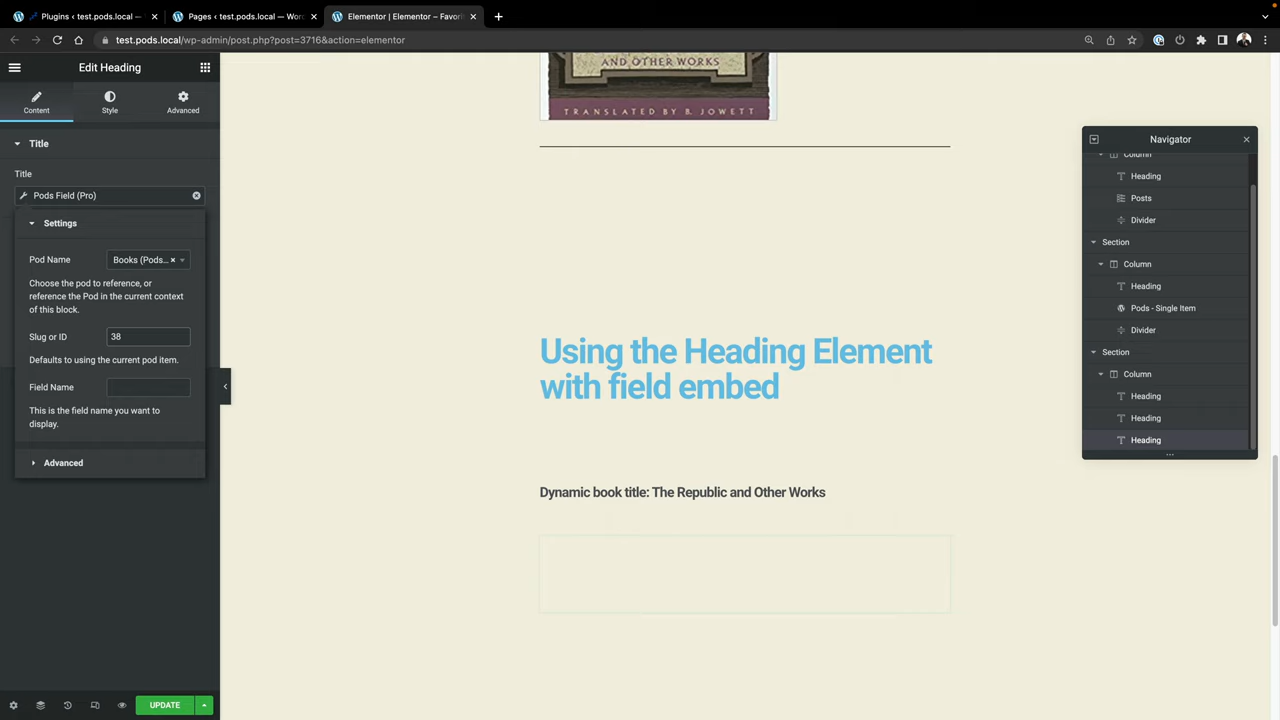 Plugins ‹ test.pods.local —
Pages ‹ test.pods.local — Wor
Elementor | Elementor – Favori
test.pods.local/wp-admin/post.php?post=3716&action=elementor
Edit Heading
Content
Style
Advanced
Title
Title
Pods Field (Pro)
Settings
Pod Name
Books (Pods...
Choose the pod to reference, or
reference the Pod in the current context
of this block.
Slug or ID
38
Defaults to using the current pod item.
Field Name
This is the field name you want to
display.
Advanced
UPDATE
AND OTHER WORKS
TRANSLATED BY B. JOWETT
Using the Heading Element
with field embed
Dynamic book title: The Republic and Other Works
Navigator
Column
Heading
Posts
Divider
Section
Column
Heading
Pods - Single Item
Divider
Section
Column
Heading
Heading
Heading